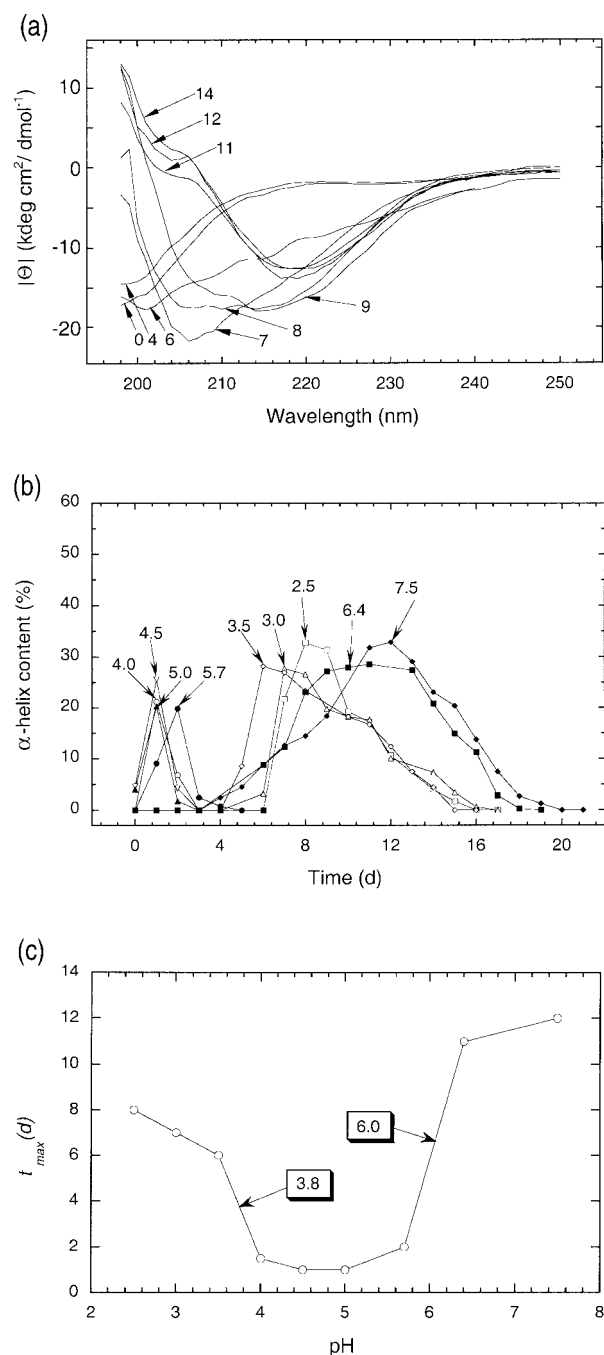 (a)
|Θ| (kdeg cm²/ dmol⁻¹)
10
0
-10
-20
14
12
11
9
8
7
0 4 6
200 210 220 230 240 250
Wavelength (nm)
(b)
α-helix content (%)
60
50
40
30
20
10
0
4.5
4.0
5.0
5.7
3.5
3.0
2.5
6.4
7.5
0 4 8 12 16 20
Time (d)
(c)
t max (d)
14
12
10
8
6
4
2
0
6.0
3.8
2 3 4 5 6 7 8
pH